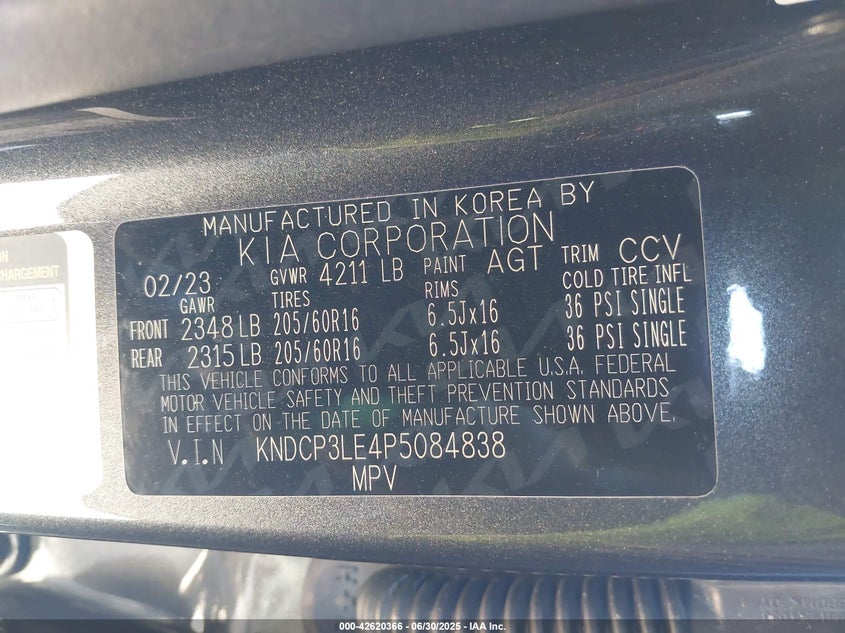 MANUFACTURED IN KOREA BY
KIA CORPORATION
02/23 GVWR 4211 LB PAINT AGT TRIM CCV
GAWR TIRES RIMS COLD TIRE INFL
FRONT 2348 LB 205/60R16 6.5Jx16 36 PSI SINGLE
REAR 2315 LB 205/60R16 6.5Jx16 36 PSI SINGLE
THIS VEHICLE CONFORMS TO ALL APPLICABLE U.S.A. FEDERAL
MOTOR VEHICLE SAFETY AND THEFT PREVENTION STANDARDS
IN EFFECT ON THE DATE OF MANUFACTURE SHOWN ABOVE.
V.I.N KNDCP3LE4P5084838
MPV
CHARGEMENT
000-42620366 - 06/30/2025 - IAA Inc.